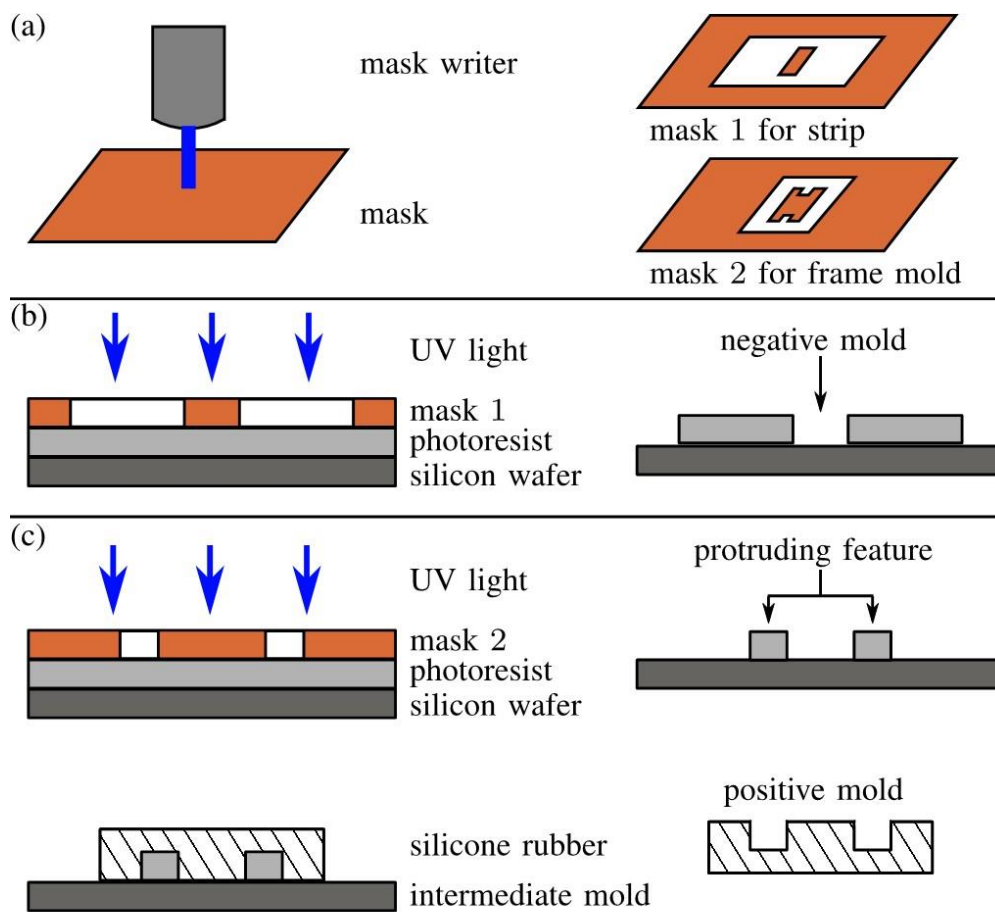 (a)
mask writer
mask
mask 1 for strip
mask 2 for frame mold
(b)
UV light
mask 1
photoresist
silicon wafer
negative mold
(c)
UV light
mask 2
photoresist
silicon wafer
protruding feature
silicone rubber
intermediate mold
positive mold